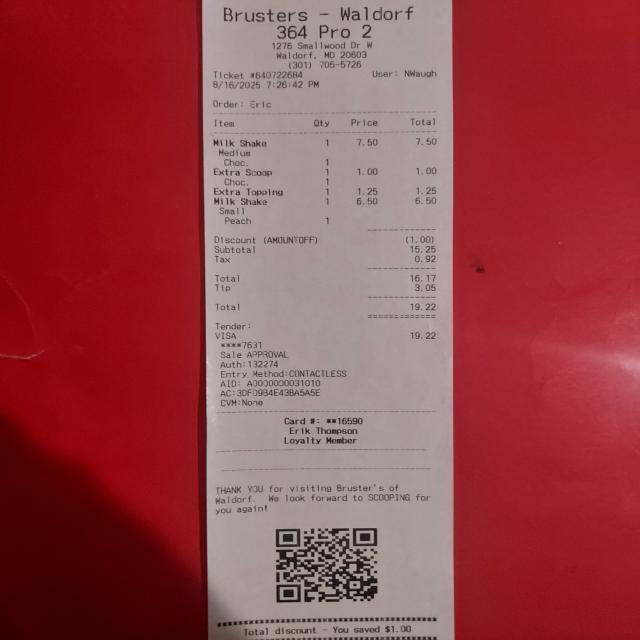 Brusters - Waldorf
364 Pro 2
1276 Smallwood Dr W
Waldorf, MD 20603
(301) 705-5726
Ticket #640722684 User: NWaugh
8/16/2025 7:26:42 PM
Order: Eric
Item Qty Price Total
Milk Shake 1 7.50 7.50
Medium
Choc. 1
Extra Scoop 1 1.00 1.00
Choc. 1
Extra Topping 1 1.25 1.25
Milk Shake 1 6.50 6.50
Small
Peach 1
Discount (AMOUNTOFF) (1.00)
Subtotal 15.25
Tax 0.92
Total 16.17
Tip 3.05
Total 19.22
Tender:
VISA 19.22
****7631
Sale APPROVAL
Auth:132274
Entry Method:CONTACTLESS
AID: A0000000031010
AC:3DFD9B4E43BA5A5E
CVM:None
Card #: **16590
Erik Thompson
Loyalty Member
THANK YOU for visiting Bruster's of
Waldorf. We look forward to SCOOPING for
you again!
Total discount - You saved $1.00